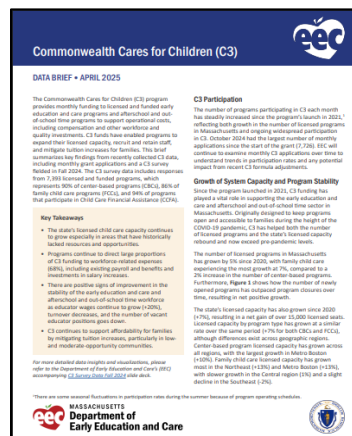 Commonwealth Cares for Children (C3)
eec
DATA BRIEF • APRIL 2025
The Commonwealth Cares for Children (C3) program
provides monthly funding to licensed and funded early
education and care programs and afterschool and out-
of-school time programs to support operational costs,
including compensation and other workforce and
quality investments. C3 funds have enabled programs to
expand their licensed capacity, recruit and retain staff,
and mitigate tuition increases for families. This brief
summarizes key findings from recently collected C3 data,
including monthly grant applications and a C3 survey
fielded in Fall 2024. The C3 survey data includes responses
from 7,393 licensed and funded programs, which
represents 90% of center-based programs (CBCs), 86% of
family child care programs (FCCs), and 94% of programs
that participate in Child Care Financial Assistance (CCFA).
Key Takeaways
• The state's licensed child care capacity continues
to grow especially in areas that have historically
lacked resources and opportunities.
• Programs continue to direct large proportions
of C3 funding to workforce-related expenses
(68%), including existing payroll and benefits and
investments in salary increases.
• There are positive signs of improvement in the
stability of the early education and care and
afterschool and out-of-school time workforce
as educator wages continue to grow (+20%),
turnover decreases, and the number of vacant
educator positions goes down.
• C3 continues to support affordability for families
by mitigating tuition increases, particularly in low-
and moderate-opportunity communities.
For more detailed data insights and visualizations, please
refer to the Department of Early Education and Care's (EEC)
accompanying C3 Survey Data Fall 2024 slide deck.
C3 Participation
The number of programs participating in C3 each month
has steadily increased since the program's launch in 2021,¹
reflecting both growth in the number of licensed programs
in Massachusetts and ongoing widespread participation
in C3. October 2024 had the largest number of monthly
applications since the start of the grant (7,726). EEC will
continue to examine monthly C3 applications over time to
understand trends in participation rates and any potential
impact from recent C3 formula adjustments.
Growth of System Capacity and Program Stability
Since the program launched in 2021, C3 funding has
played a vital role in supporting the early education and
care and afterschool and out-of-school time sector in
Massachusetts. Originally designed to keep programs
open and accessible to families during the height of the
COVID-19 pandemic, C3 has helped both the number
of licensed programs and the state's licensed capacity
rebound and now exceed pre-pandemic levels.
The number of licensed programs in Massachusetts
has grown by 5% since 2020, with family child care
experiencing the most growth at 7%, compared to a
2% increase in the number of center-based programs.
Furthermore, Figure 1 shows how the number of newly
opened programs has outpaced program closures over
time, resulting in net positive growth.
The state's licensed capacity has also grown since 2020
(+7%), resulting in a net gain of over 15,000 licensed seats.
Licensed capacity by program type has grown at a similar
rate over the same period (+7% for both CBCs and FCCs),
although differences exist across geographic regions.
Center-based program licensed capacity has grown across
all regions, with the largest growth in Metro Boston
(+10%). Family child care licensed capacity has grown
most in the Northeast (+13%) and Metro Boston (+13%),
with slower growth in the Central region (1%) and a slight
decline in the Southeast (-2%).
¹There are some seasonal fluctuations in participation rates during the summer because of program operating schedules.
eec
MASSACHUSETTS
Department of
Early Education and Care